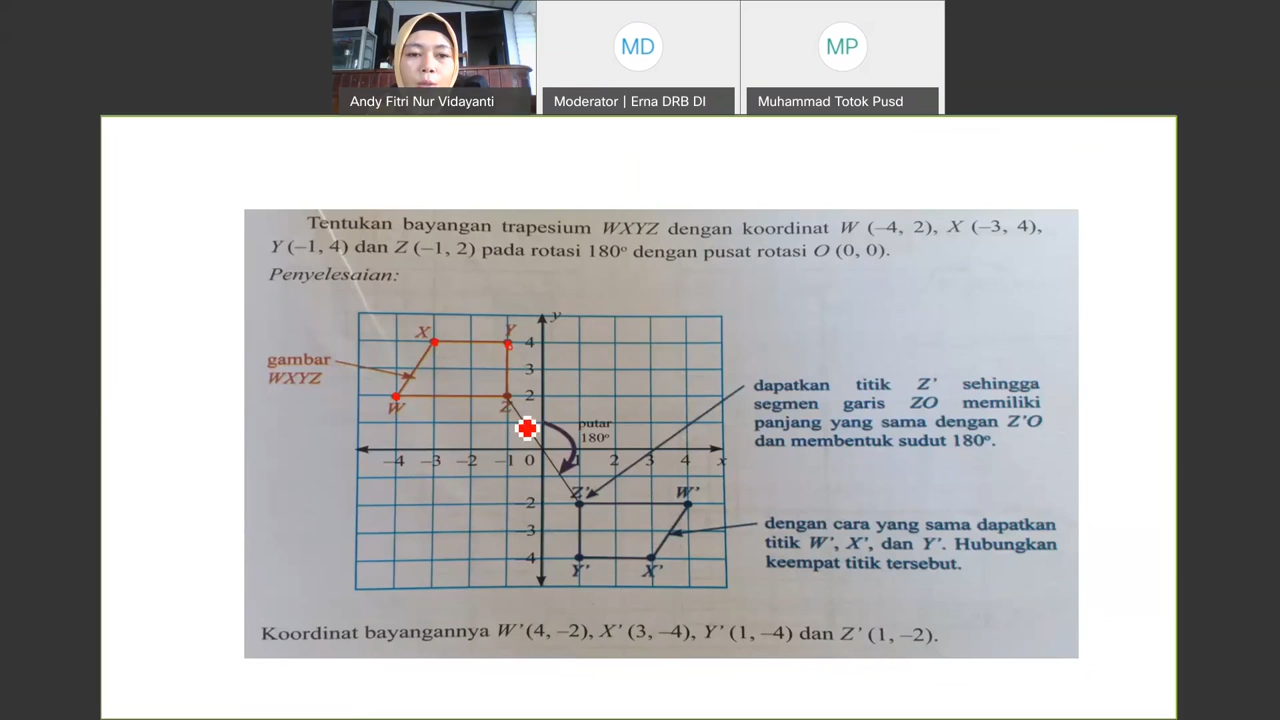 Andy Fitri Nur Vidayanti
MD
Moderator | Erna DRB DI
MP
Muhammad Totok Pusd
Tentukan bayangan trapesium WXYZ dengan koordinat W (–4, 2), X (–3, 4),
Y (–1, 4) dan Z (–1, 2) pada rotasi 180° dengan pusat rotasi O (0, 0).
Penyelesaian:
y
X
Y
4
gambar
WXYZ
3
2
W
Z
dapatkan titik Z' sehingga
segmen garis ZO memiliki
panjang yang sama dengan Z'O
dan membentuk sudut 180°.
putar
180°
–4 –3 –2 –1 0 1 2 3 4 x
Z'
W'
–2
–3
–4
Y'
X'
dengan cara yang sama dapatkan
titik W', X', dan Y'. Hubungkan
keempat titik tersebut.
Koordinat bayangannya W'(4, –2), X' (3, –4), Y' (1, –4) dan Z' (1, –2).